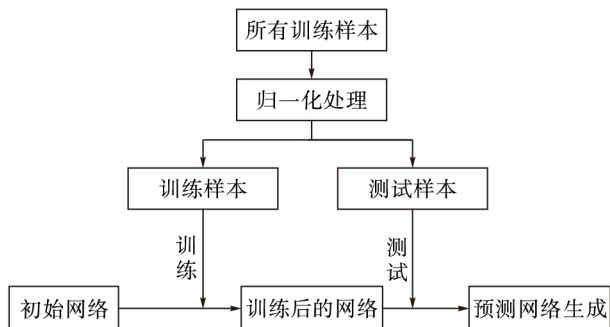 所有训练样本
归一化处理
训练样本
测试样本
训练
测试
初始网络
训练后的网络
预测网络生成